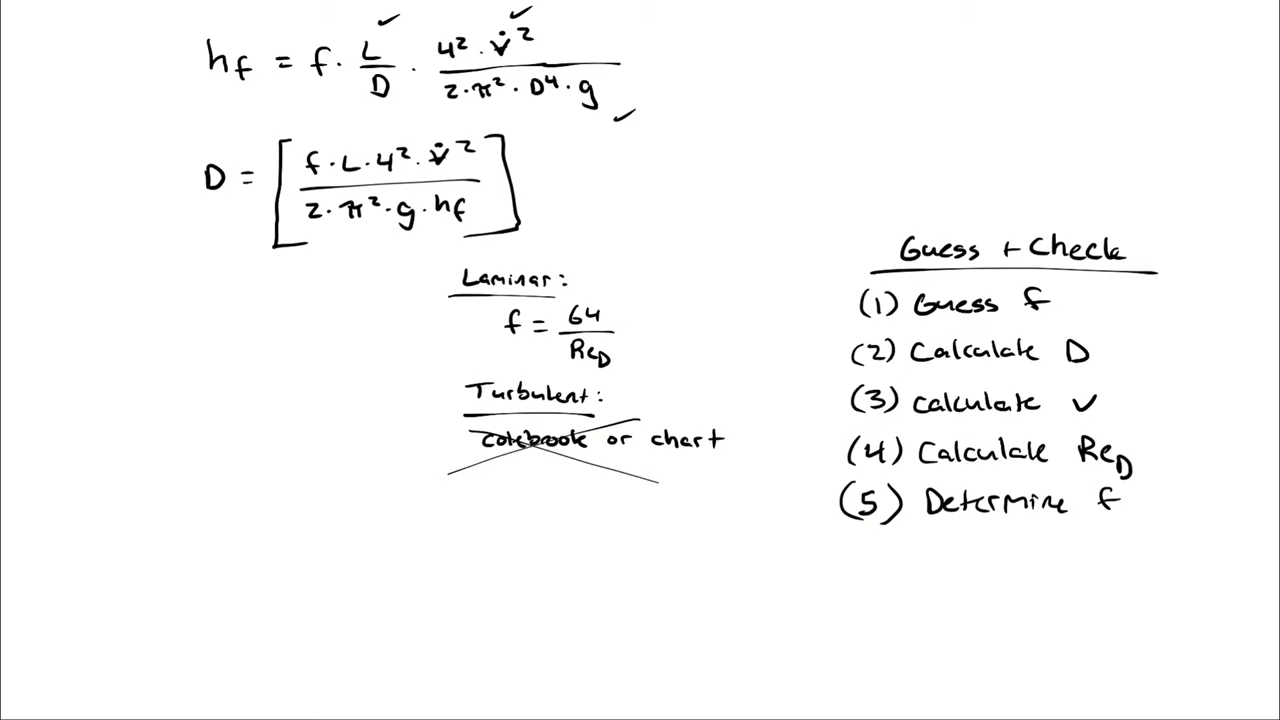 hf = f · L/D · 4² · V̇² / 2·π² · D⁴ · g
D = [ f · L · 4² · V̇² / 2 · π² · g · hf ]
Laminar:
f = 64 / ReD
Turbulent:
colebrook or chart
Guess + Check
(1) Guess f
(2) Calculate D
(3) calculate v
(4) Calculate ReD
(5) Determine f